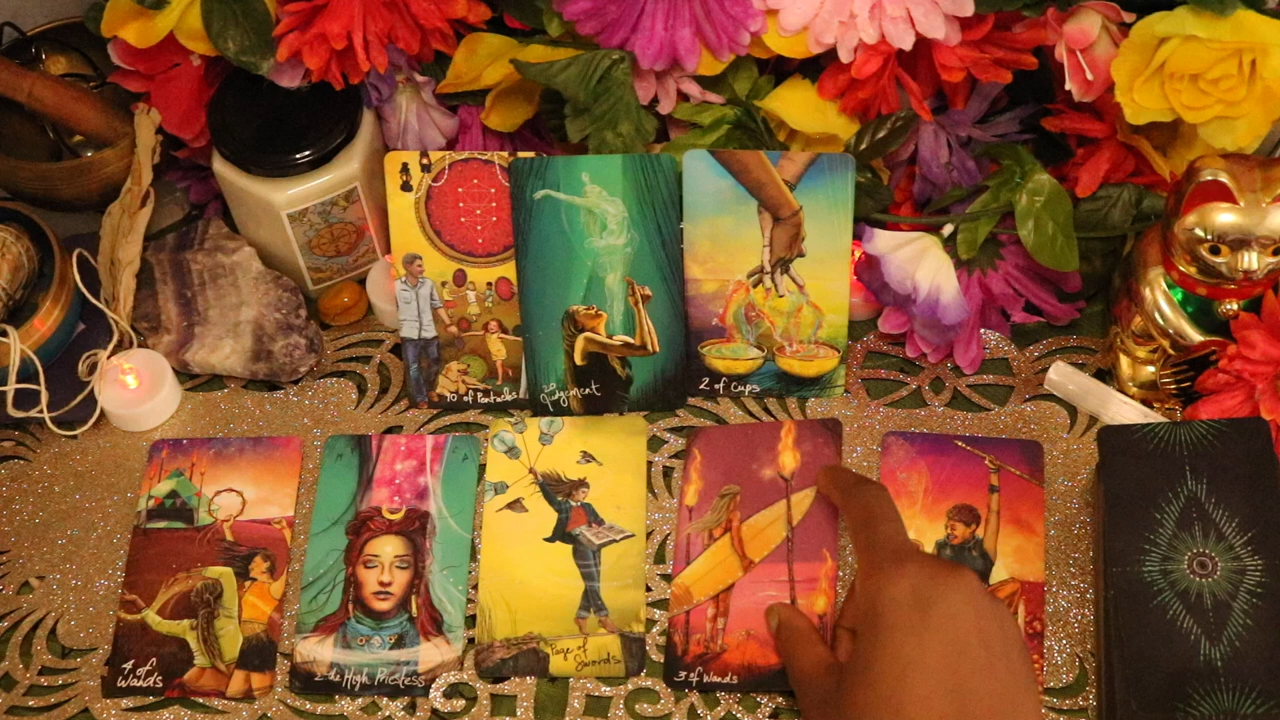 10 of Pentacles
20
Judgement
2 of Cups
4 of
Wands
2 the High Priestess
Page of
Swords
3 of Wands